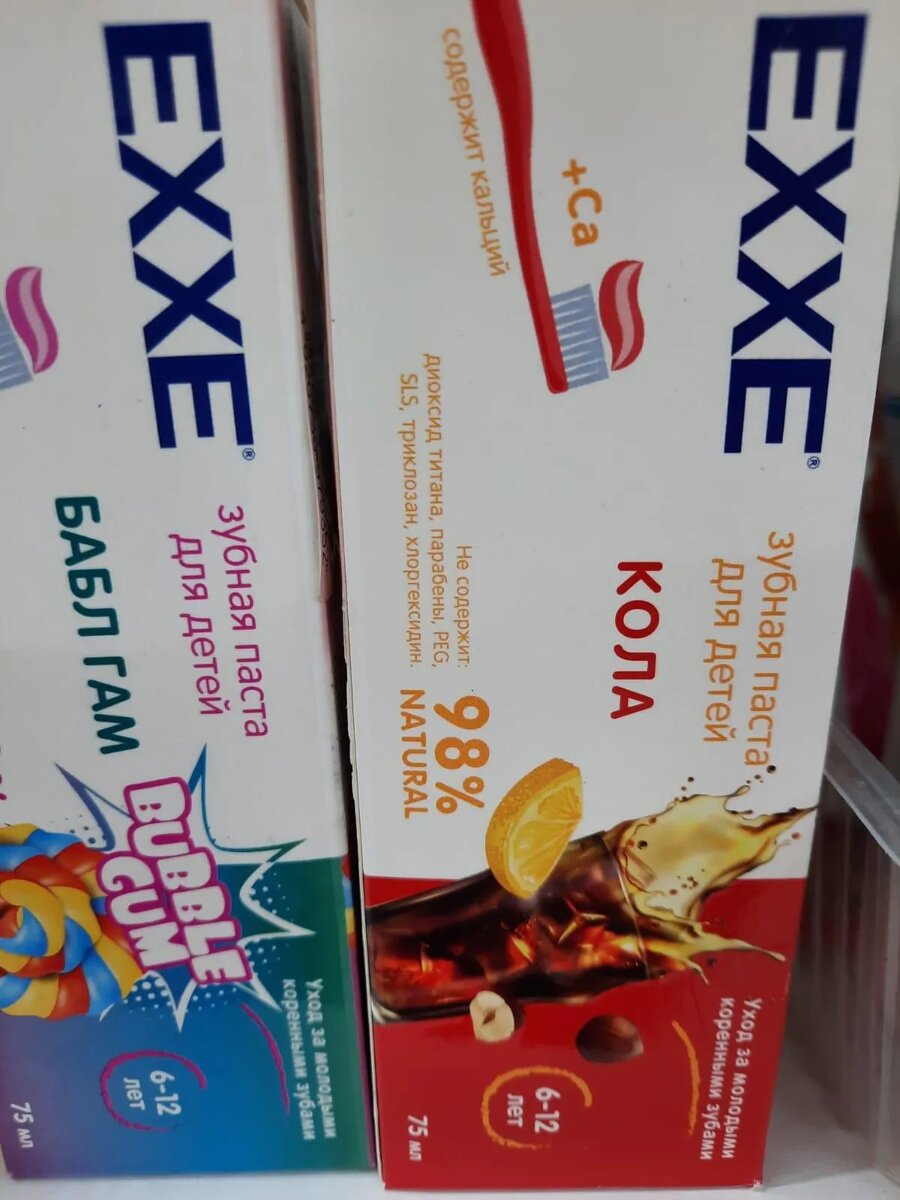 EXXE®
зубная паста
для детей
БАБЛ ГАМ
BUBBLE
GUM
Уход за молодыми
коренными зубами
6-12
лет
75 мл
EXXE®
зубная паста
для детей
КОЛА
+Ca
содержит кальций
Не содержит:
диоксид титана, парабены, PEG,
SLS, триклозан, хлоргексидин.
98%
NATURAL
Уход за молодыми
коренными зубами
6-12
лет
75 мл